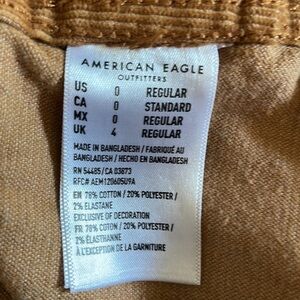 AMERICAN EAGLE
OUTFITTERS
US 0 REGULAR
CA 0 STANDARD
MX 0 REGULAR
UK 4 REGULAR
MADE IN BANGLADESH / FABRIQUÉ AU
BANGLADESH / HECHO EN BANGLADESH
RN 54485/ CA 03873
RFC# AEM120605U9A
EN 78% COTTON / 20% POLYESTER /
2% ELASTANE
EXCLUSIVE OF DECORATION
FR 78% COTON / 20% POLYESTER /
2% ÉLASTHANNE
À L'EXCEPTION DE LA GARNITURE